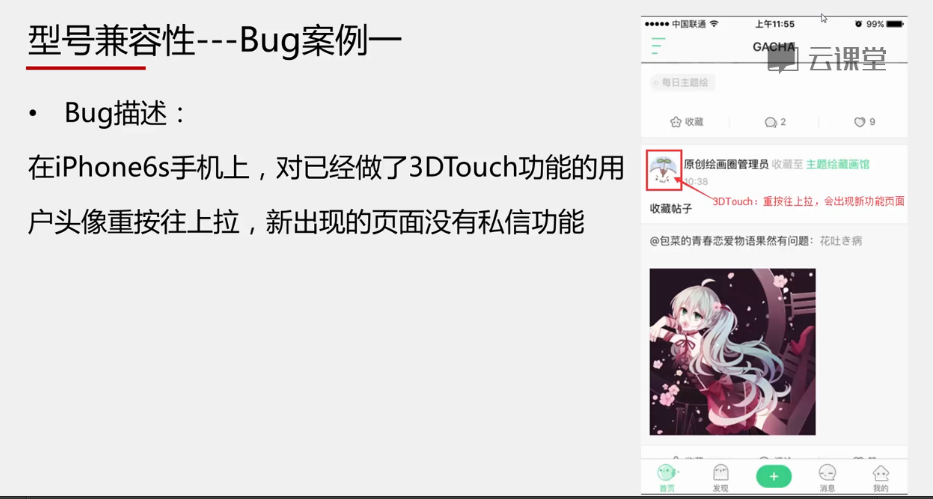 型号兼容性---Bug案例一
• Bug描述：
在iPhone6s手机上，对已经做了3DTouch功能的用
户头像重按往上拉，新出现的页面没有私信功能
中国联通 上午11:55 99%
GACHA
云课堂
每日主题绘
收藏 2 9
原创绘画圈管理员 收藏至 主题绘藏画馆
10:38
3DTouch：重按往上拉，会出现新功能页面
收藏帖子
@包菜的青春恋爱物语果然有问题： 花吐き病
首页 发现 消息 我的